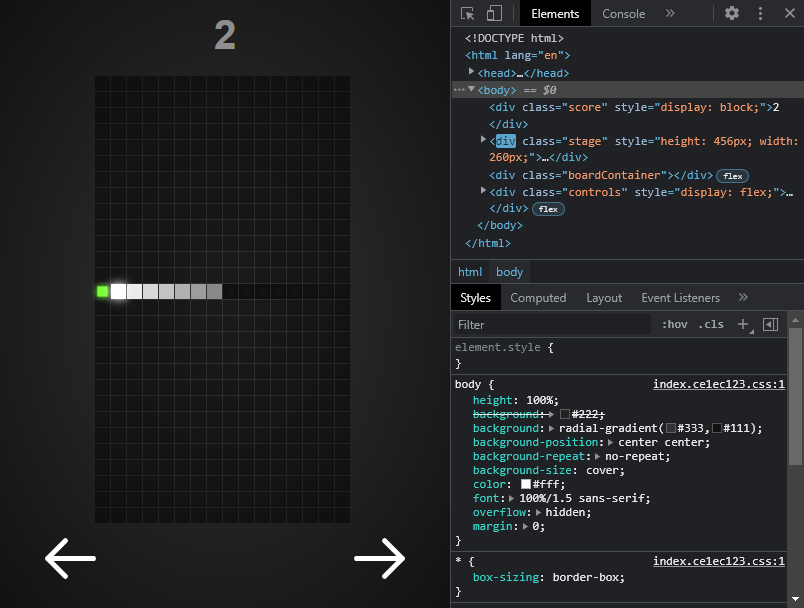 2
Elements Console »
<!DOCTYPE html>
<html lang="en">
<head>…</head>
<body> == $0
<div class="score" style="display: block;">2
</div>
<div class="stage" style="height: 456px; width:
260px;">…</div>
<div class="boardContainer"></div> flex
<div class="controls" style="display: flex;">…
</div> flex
</body>
</html>
html body
Styles Computed Layout Event Listeners »
Filter :hov .cls +
element.style {
}
body { index.ce1ec123.css:1
height: 100%;
background: #222;
background: radial-gradient(#333, #111);
background-position: center center;
background-repeat: no-repeat;
background-size: cover;
color: #fff;
font: 100%/1.5 sans-serif;
overflow: hidden;
margin: 0;
}
* { index.ce1ec123.css:1
box-sizing: border-box;
}